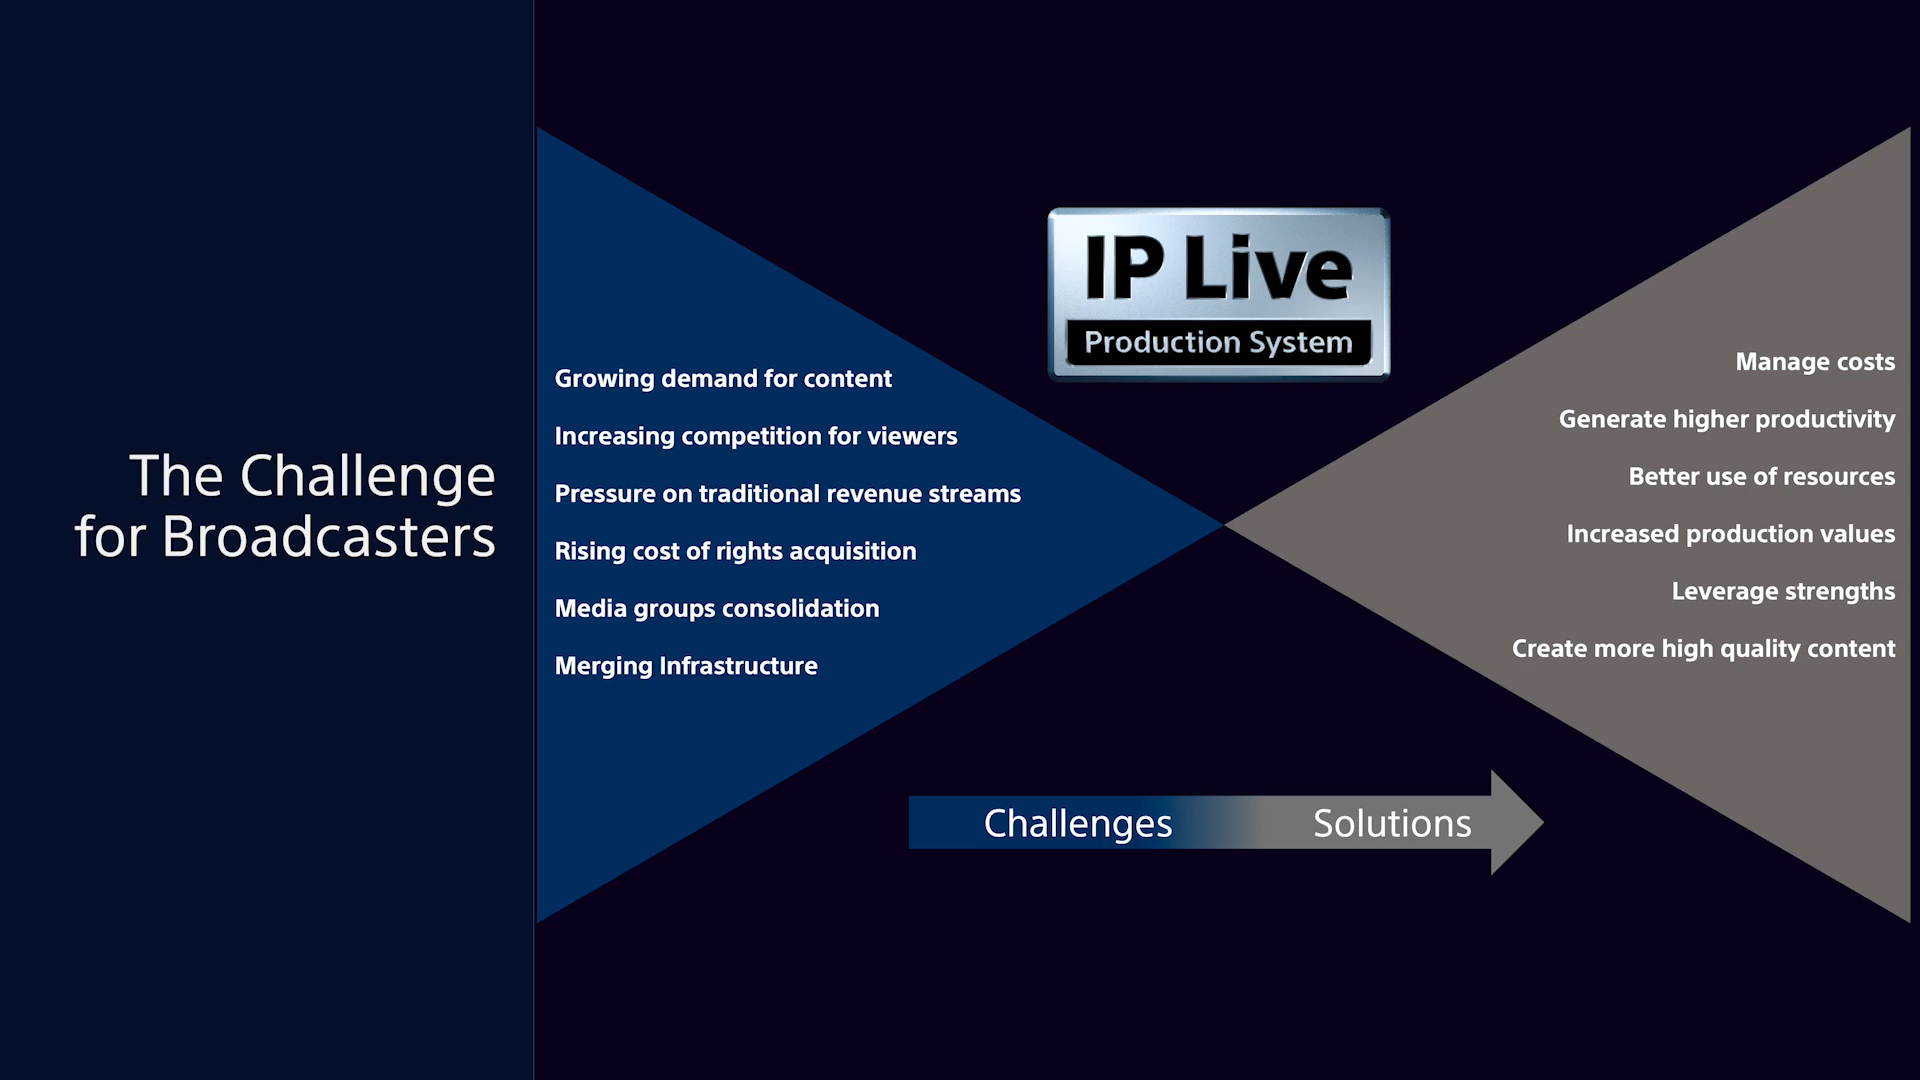 The Challenge
for Broadcasters
Growing demand for content
Increasing competition for viewers
Pressure on traditional revenue streams
Rising cost of rights acquisition
Media groups consolidation
Merging Infrastructure
IP Live
Production System
Manage costs
Generate higher productivity
Better use of resources
Increased production values
Leverage strengths
Create more high quality content
Challenges
Solutions